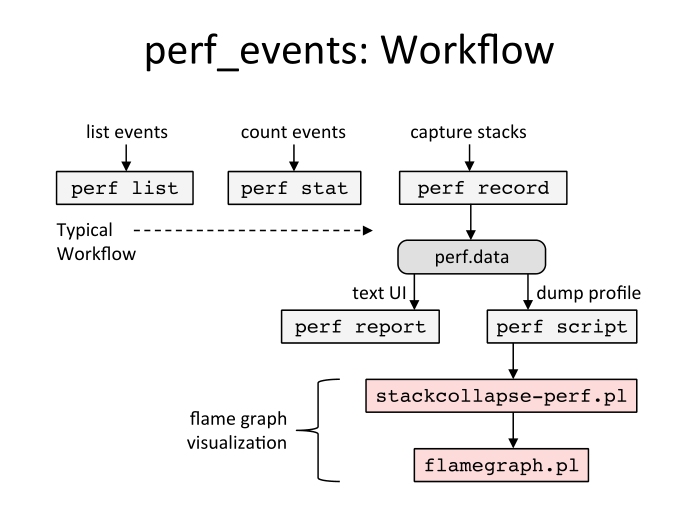 perf_events: Workflow
list events
count events
capture stacks
perf list
perf stat
perf record
Typical
Workflow
perf.data
text UI
dump profile
perf report
perf script
stackcollapse-perf.pl
flame graph
visualization
flamegraph.pl